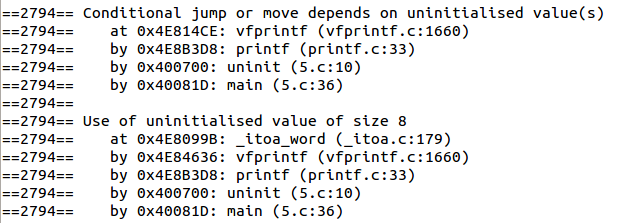 ==2794== Conditional jump or move depends on uninitialised value(s)
==2794==    at 0x4E814CE: vfprintf (vfprintf.c:1660)
==2794==    by 0x4E8B3D8: printf (printf.c:33)
==2794==    by 0x400700: uninit (5.c:10)
==2794==    by 0x40081D: main (5.c:36)
==2794==
==2794== Use of uninitialised value of size 8
==2794==    at 0x4E8099B: _itoa_word (_itoa.c:179)
==2794==    by 0x4E84636: vfprintf (vfprintf.c:1660)
==2794==    by 0x4E8B3D8: printf (printf.c:33)
==2794==    by 0x400700: uninit (5.c:10)
==2794==    by 0x40081D: main (5.c:36)